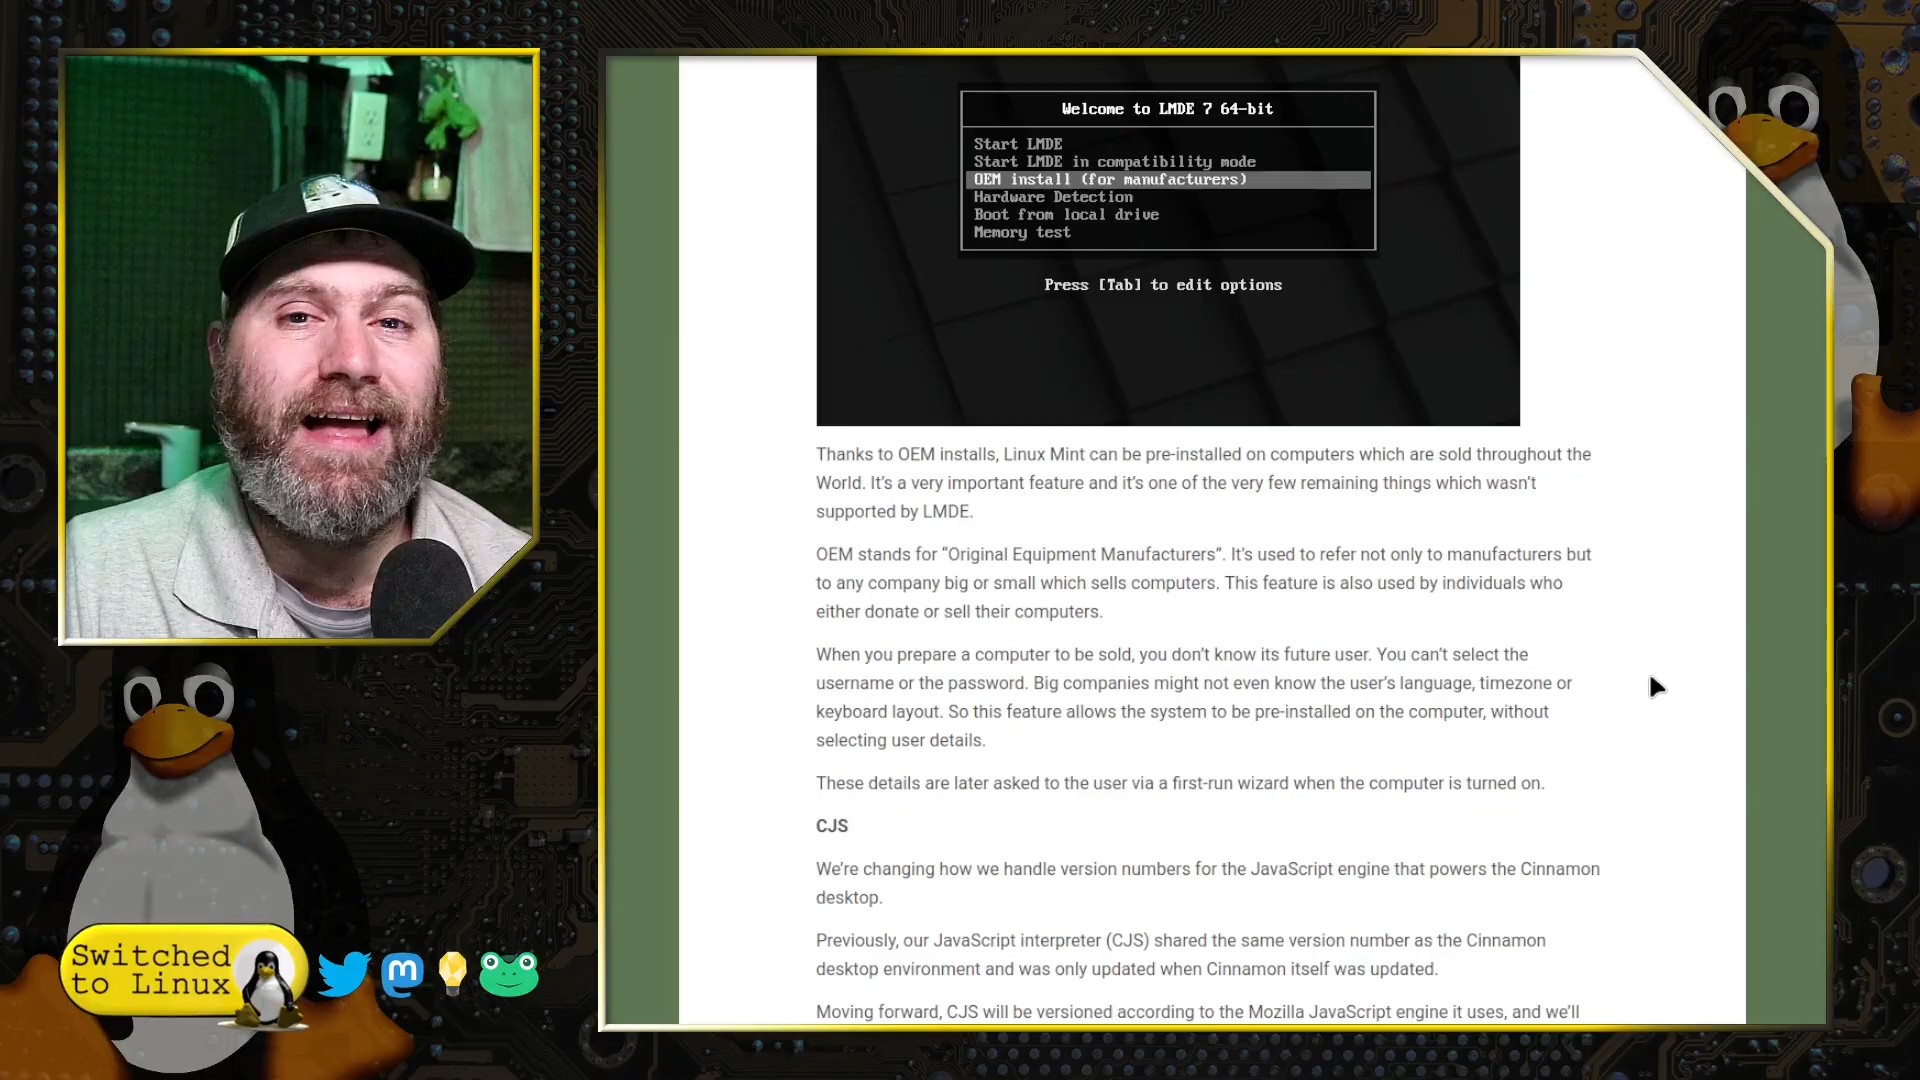 Welcome to LMDE 7 64-bit
Start LMDE
Start LMDE in compatibility mode
OEM install (for manufacturers)
Hardware Detection
Boot from local drive
Memory test
Press [Tab] to edit options
Thanks to OEM installs, Linux Mint can be pre-installed on computers which are sold throughout the
World. It’s a very important feature and it’s one of the very few remaining things which wasn’t
supported by LMDE.
OEM stands for “Original Equipment Manufacturers”. It’s used to refer not only to manufacturers but
to any company big or small which sells computers. This feature is also used by individuals who
either donate or sell their computers.
When you prepare a computer to be sold, you don’t know its future user. You can’t select the
username or the password. Big companies might not even know the user’s language, timezone or
keyboard layout. So this feature allows the system to be pre-installed on the computer, without
selecting user details.
These details are later asked to the user via a first-run wizard when the computer is turned on.
CJS
We’re changing how we handle version numbers for the JavaScript engine that powers the Cinnamon
desktop.
Previously, our JavaScript interpreter (CJS) shared the same version number as the Cinnamon
desktop environment and was only updated when Cinnamon itself was updated.
Moving forward, CJS will be versioned according to the Mozilla JavaScript engine it uses, and we’ll
Switched
to Linux
m